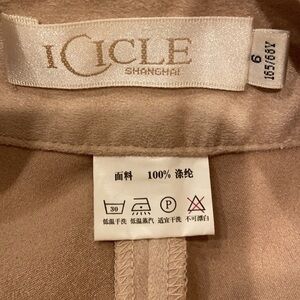 ICICLE
SHANGHAI
6
165/68Y
面料 100% 涤纶
30 P
低温手洗 低温蒸汽 适宜干洗 不可漂白